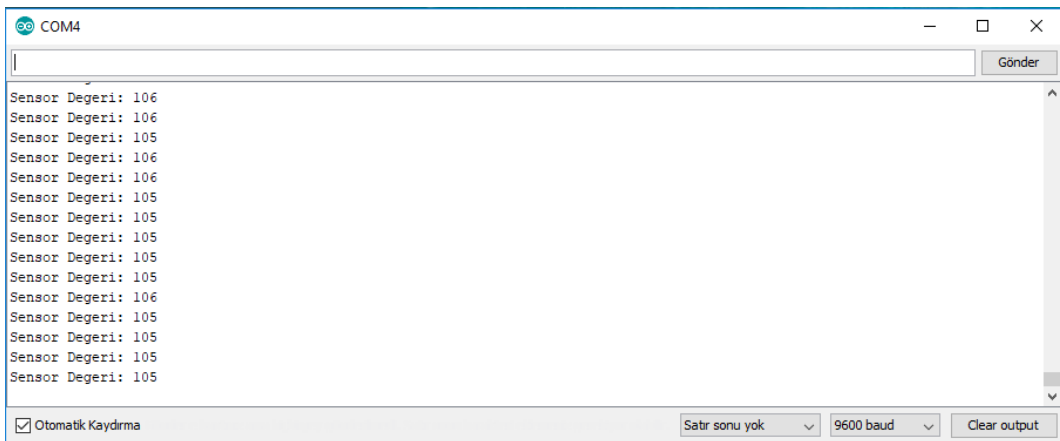 COM4
Gönder
Sensor Degeri: 106
Sensor Degeri: 106
Sensor Degeri: 105
Sensor Degeri: 106
Sensor Degeri: 106
Sensor Degeri: 105
Sensor Degeri: 105
Sensor Degeri: 105
Sensor Degeri: 105
Sensor Degeri: 105
Sensor Degeri: 106
Sensor Degeri: 105
Sensor Degeri: 105
Sensor Degeri: 105
Sensor Degeri: 105
Otomatik Kaydırma Satır sonu yok 9600 baud Clear output